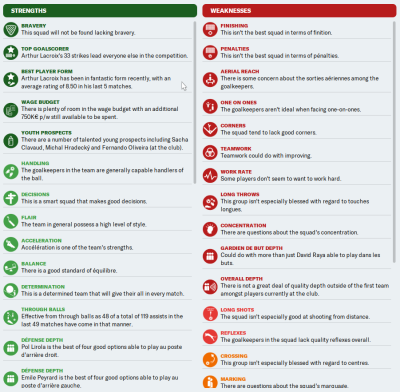 STRENGTHS
BRAVERY
This squad will not be found lacking bravery.
TOP GOALSCORER
Arthur Lacroix's 33 strikes lead everyone else in the competition.
BEST PLAYER FORM
Arthur Lacroix has been in fantastic form recently, with an
average rating of 8.50 in his last 5 matches.
WAGE BUDGET
There is plenty of room in the wage budget with an additional
750K€ p/w still available to be spent.
YOUTH PROSPECTS
There are a number of talented young prospects including Sacha
Clavaud, Michal Hradecký and Fernando Oliveira (at the club).
HANDLING
The goalkeepers in the team are generally capable handlers of
the ball.
DECISIONS
This is a smart squad that makes good decisions.
FLAIR
The team in general possess a high level of style.
ACCELERATION
Accélération is one of the team's strengths.
BALANCE
There is a good standard of équilibre.
DETERMINATION
This is a determined team that will give their all in every match.
THROUGH BALLS
Effective from through balls as 48 of a total of 119 assists in the
last 49 matches have come in that manner.
DÉFENSE DEPTH
Pol Lirola is the best of four good options able to play au poste
d'arrière droit.
DÉFENSE DEPTH
Emile Peyrard is the best of four good options able to play au
poste d'arrière gauche.
WEAKNESSES
FINISHING
This isn't the best squad in terms of finition.
PENALTIES
This isn't the best squad in terms of pénalties.
AERIAL REACH
There is some concern about the sorties aériennes among the
goalkeepers.
ONE ON ONES
The goalkeepers aren't ideal when facing one-on-ones.
CORNERS
The squad tend to lack good corners.
TEAMWORK
Teamwork could do with improving.
WORK RATE
Some players don't seem to want to work hard.
LONG THROWS
This group isn't especially blessed with regard to touches
longues.
CONCENTRATION
There are questions about the squad's concentration.
GARDIEN DE BUT DEPTH
Could do with more than just David Raya able to play dans les
buts.
OVERALL DEPTH
There is not a great deal of quality depth outside of the first team
amongst players currently at the club.
LONG SHOTS
The squad isn't especially good at shooting from distance.
REFLEXES
The goalkeepers in the squad lack quality reflexes overall.
CROSSING
This group isn't especially blessed with regard to centres.
MARKING
There are questions about the squad's marquage.